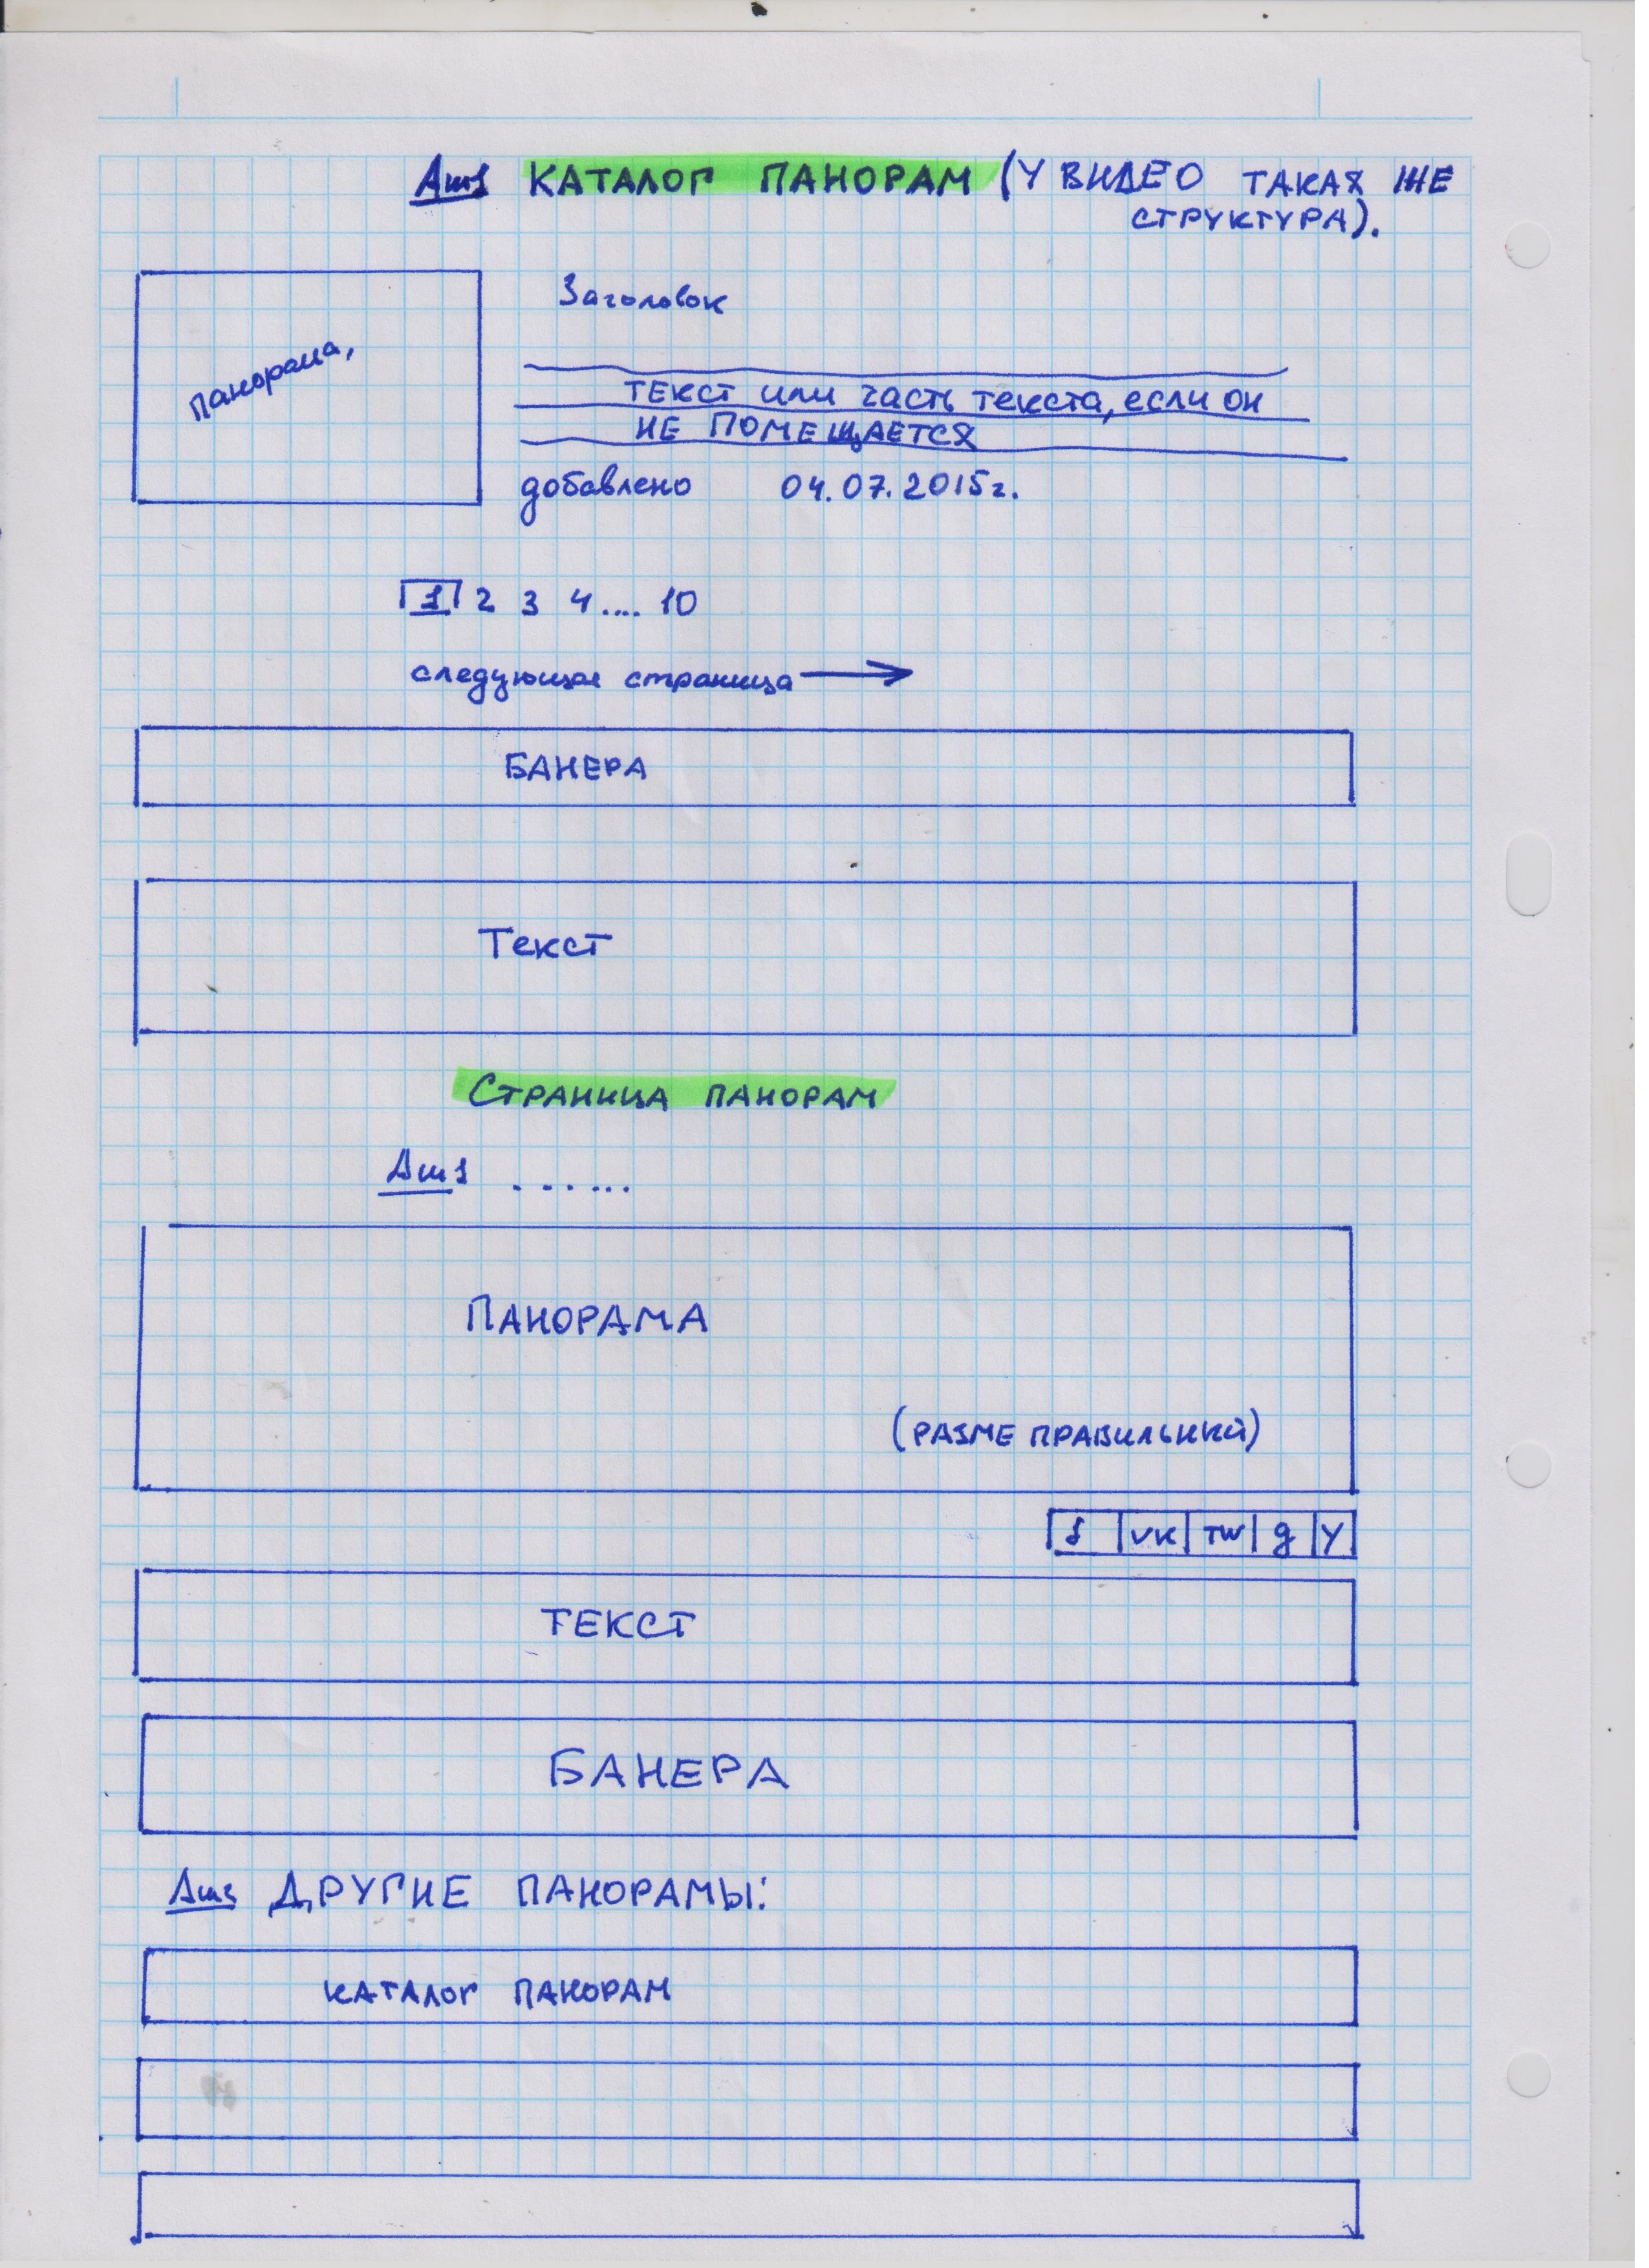 Аш1 КАТАЛОГ ПАНОРАМ (У ВИДЕО ТАКАЯ ЖЕ
СТРУКТУРА).
Заголовок
Панорама,
ТЕКСТ или часть текста, если он
НЕ ПОМЕЩАЕТСЯ
добавлено 04.07.2015г.
1 2 3 4.... 10
следующая страница
БАНЕРА
Текст
СТРАНИЦА ПАНОРАМ
Аш1 ......
ПАНОРАМА
(РАЗМЕ ПРАВИЛЬНЫЙ)
f VK TW g Y
ТЕКСТ
БАНЕРА
ДРУГИЕ ПАНОРАМЫ:
КАТАЛОГ ПАНОРАМ